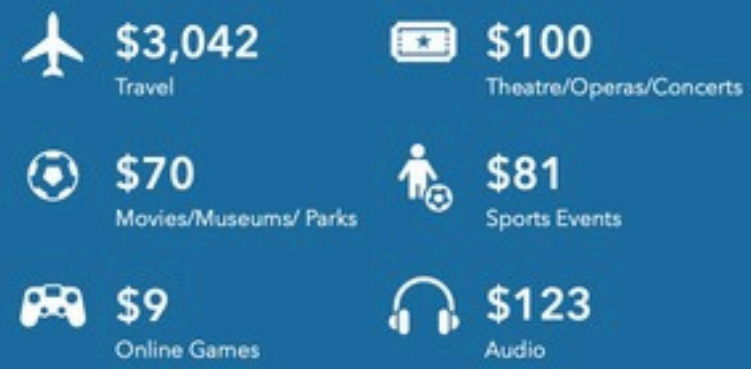 $3,042
Travel
$100
Theatre/Operas/Concerts
$70
Movies/Museums/ Parks
$81
Sports Events
$9
Online Games
$123
Audio